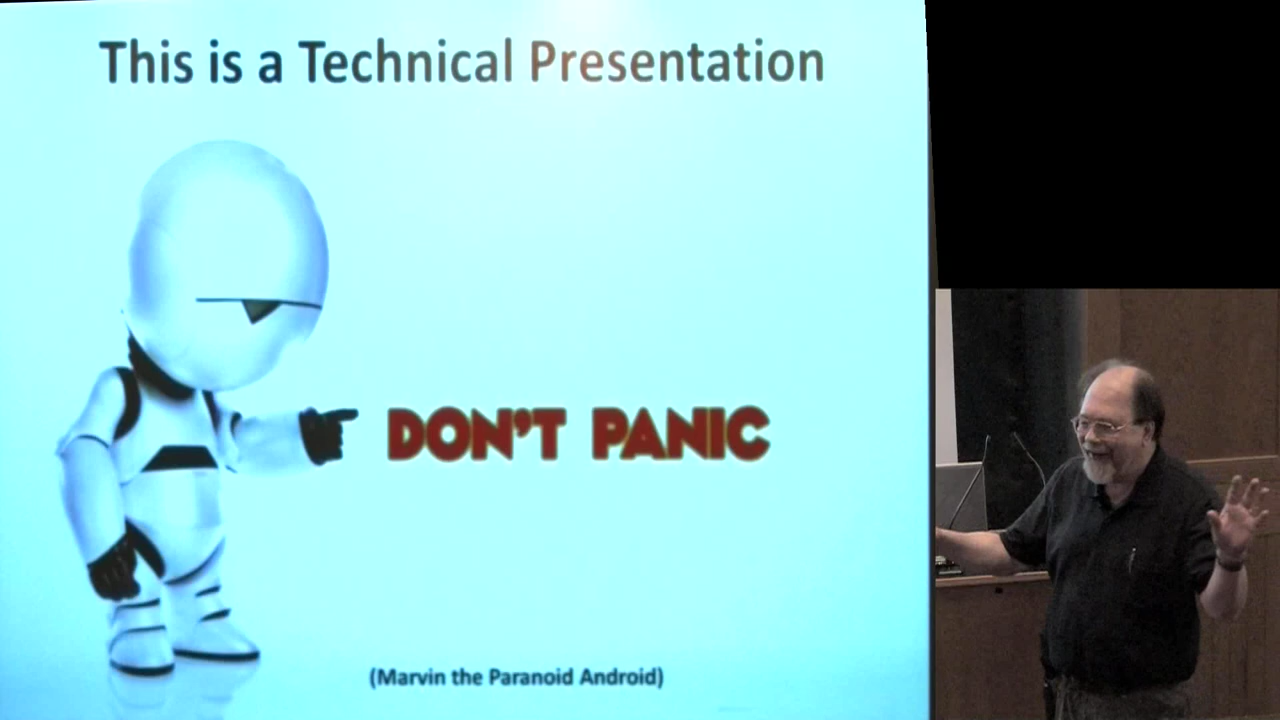 This is a Technical Presentation
DON'T PANIC
(Marvin the Paranoid Android)